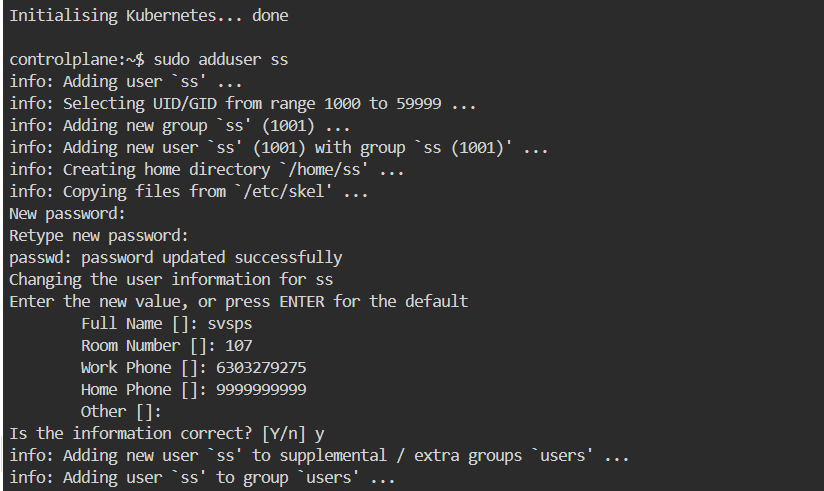 Initialising Kubernetes... done
controlplane:~$ sudo adduser ss
info: Adding user `ss' ...
info: Selecting UID/GID from range 1000 to 59999 ...
info: Adding new group `ss' (1001) ...
info: Adding new user `ss' (1001) with group `ss (1001)' ...
info: Creating home directory `/home/ss' ...
info: Copying files from `/etc/skel' ...
New password:
Retype new password:
passwd: password updated successfully
Changing the user information for ss
Enter the new value, or press ENTER for the default
Full Name []: svsps
Room Number []: 107
Work Phone []: 6303279275
Home Phone []: 9999999999
Other []:
Is the information correct? [Y/n] y
info: Adding new user `ss' to supplemental / extra groups `users' ...
info: Adding user `ss' to group `users' ...